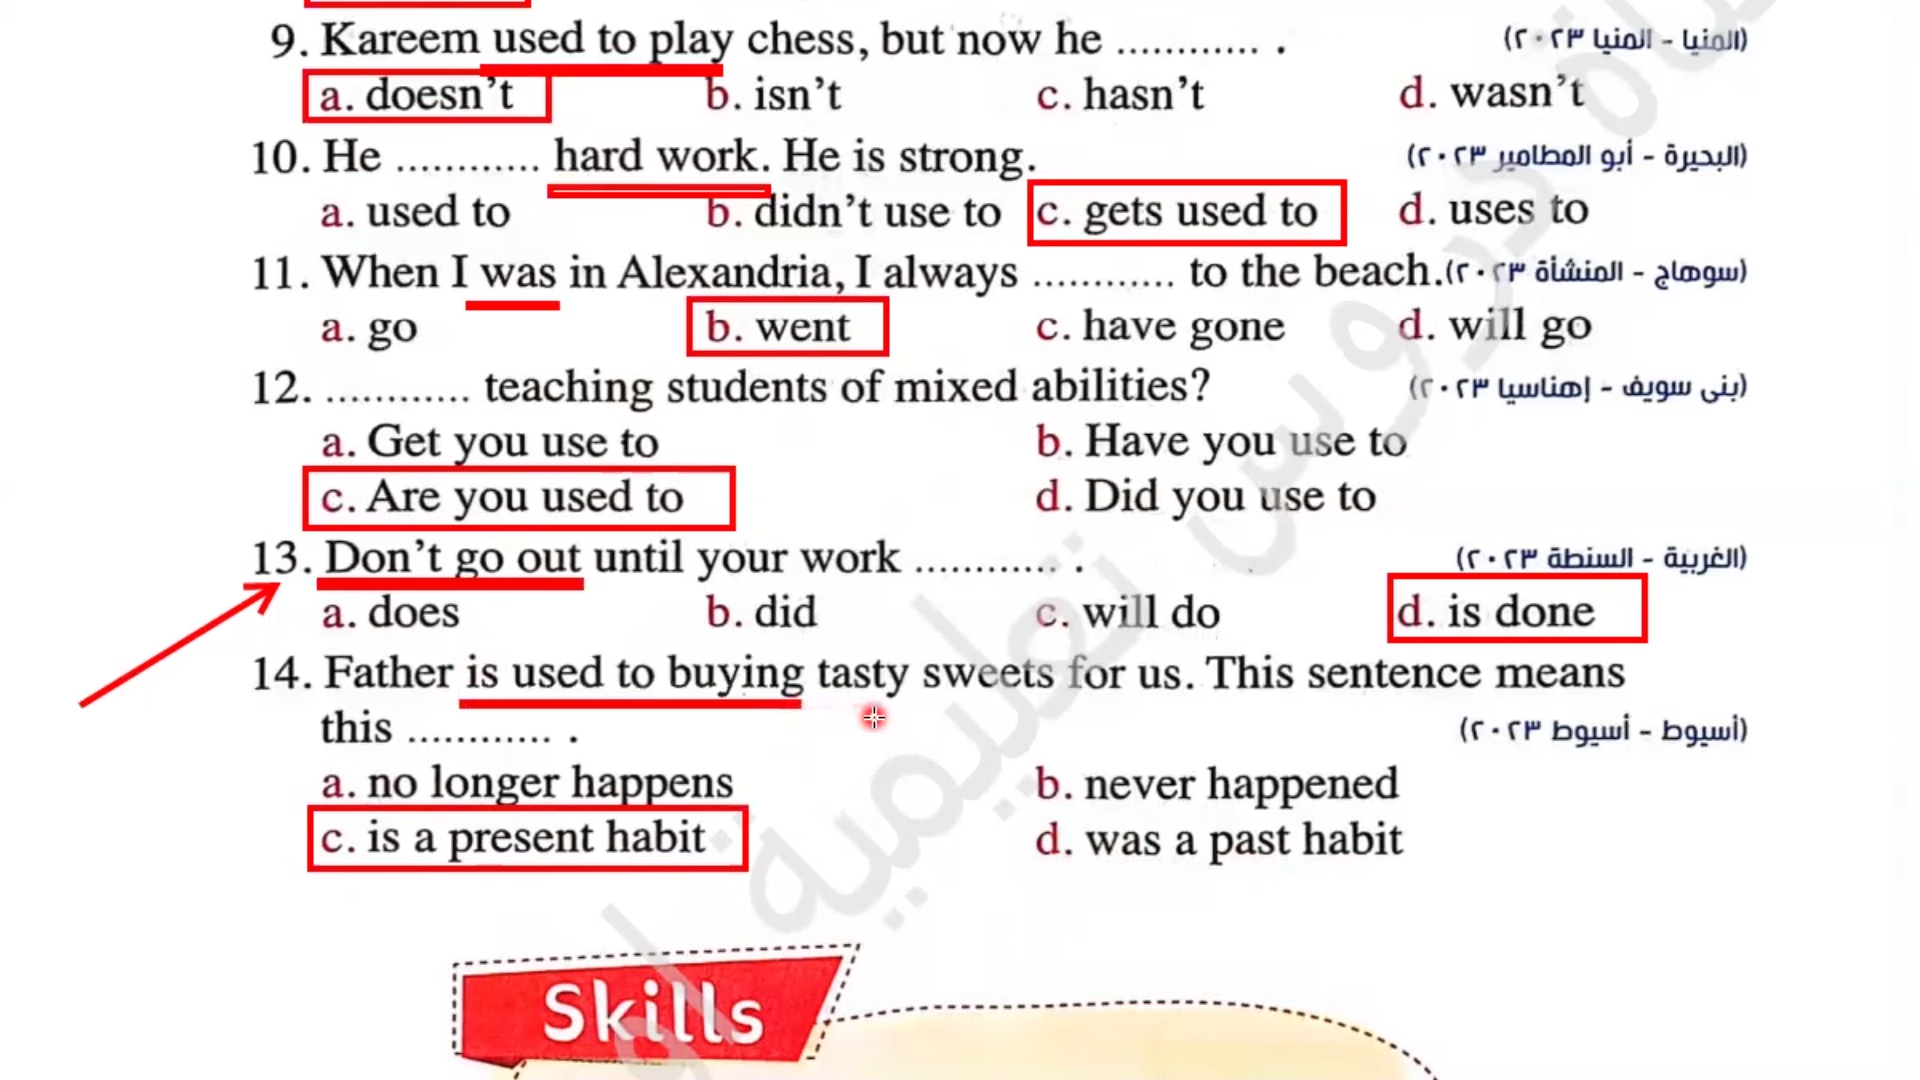 9. Kareem used to play chess, but now he ............ . (المنيا - المنيا ٢٠٢٣)
a. doesn't b. isn't c. hasn't d. wasn't
10. He ............ hard work. He is strong. (البحيرة - أبو المطامير ٢٠٢٣)
a. used to b. didn't use to c. gets used to d. uses to
11. When I was in Alexandria, I always ............ to the beach. (سوهاج - المنشأة ٢٠٢٣)
a. go b. went c. have gone d. will go
12. ............ teaching students of mixed abilities? (بنى سويف - إهناسيا ٢٠٢٣)
a. Get you use to b. Have you use to
c. Are you used to d. Did you use to
13. Don't go out until your work ............ . (الغربية - السنطة ٢٠٢٣)
a. does b. did c. will do d. is done
14. Father is used to buying tasty sweets for us. This sentence means
this ............ . (أسيوط - أسيوط ٢٠٢٣)
a. no longer happens b. never happened
c. is a present habit d. was a past habit
Skills
دروس تعليمية